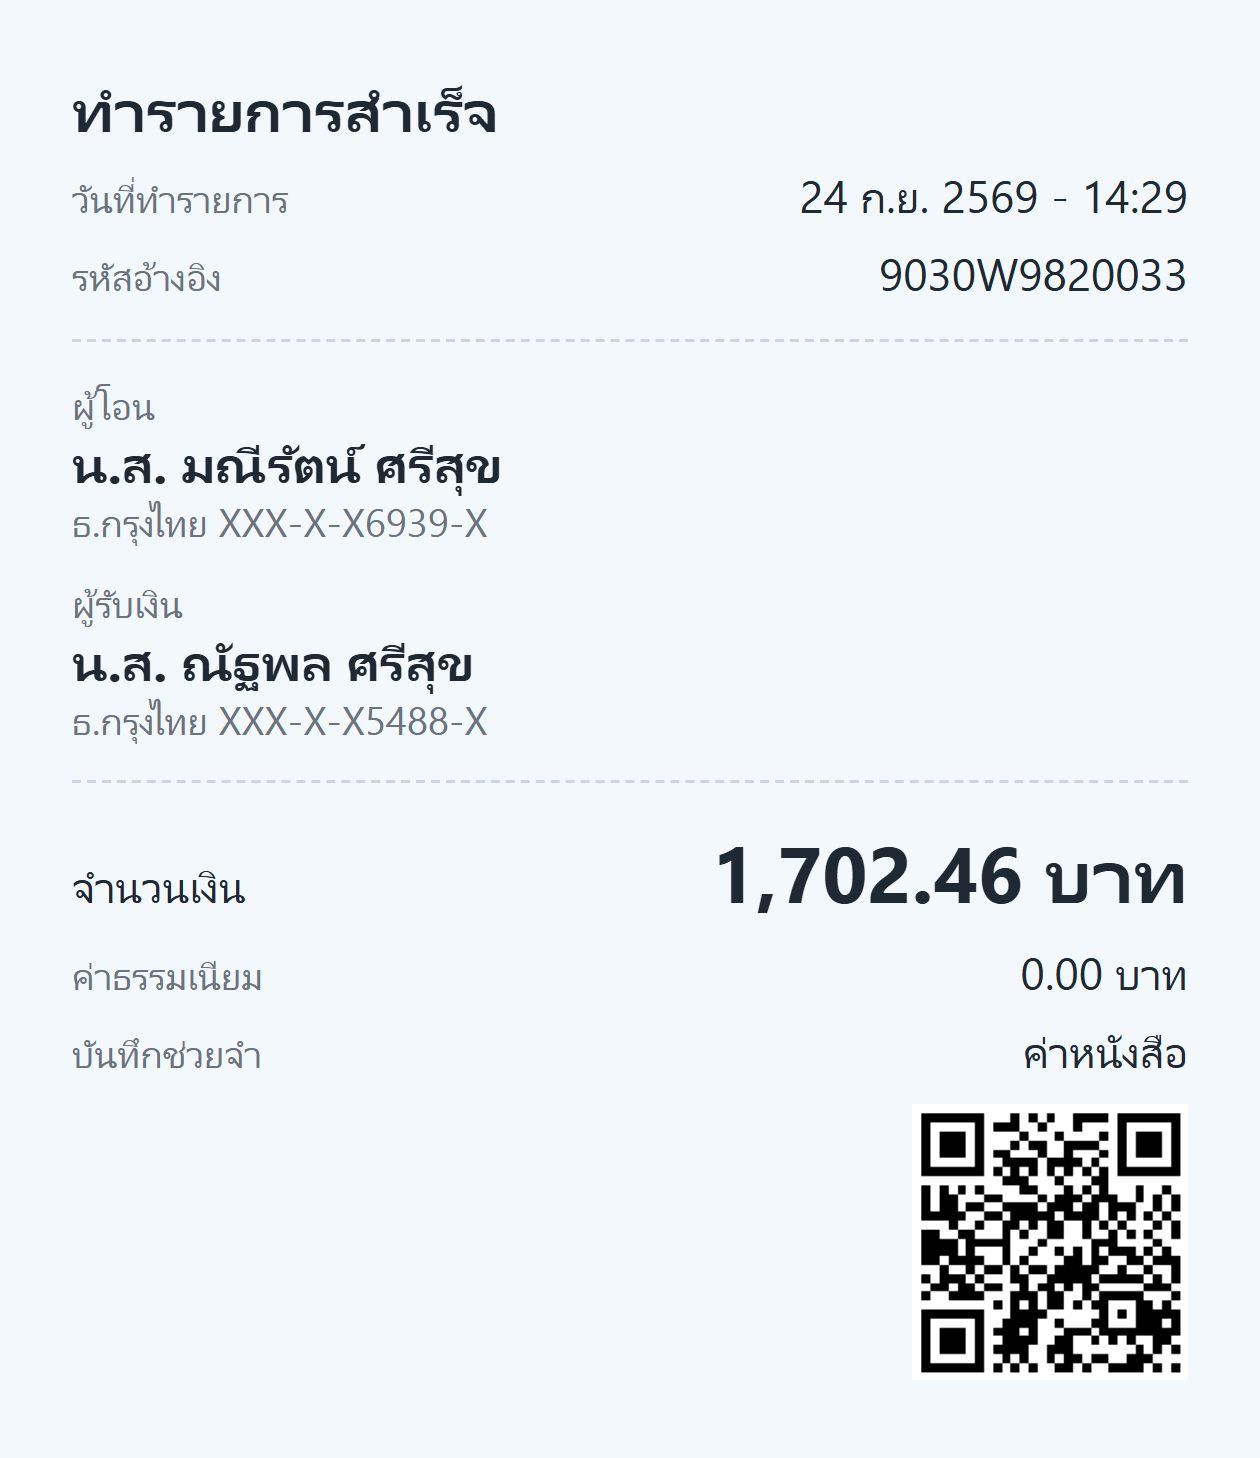 ทำรายการสำเร็จ
วันที่ทำรายการ 24 ก.ย. 2569 - 14:29
รหัสอ้างอิง 9030W9820033
ผู้โอน
น.ส. มณีรัตน์ ศรีสุข
ธ.กรุงไทย XXX-X-X6939-X
ผู้รับเงิน
น.ส. ณัฐพล ศรีสุข
ธ.กรุงไทย XXX-X-X5488-X
จำนวนเงิน 1,702.46 บาท
ค่าธรรมเนียม 0.00 บาท
บันทึกช่วยจำ ค่าหนังสือ